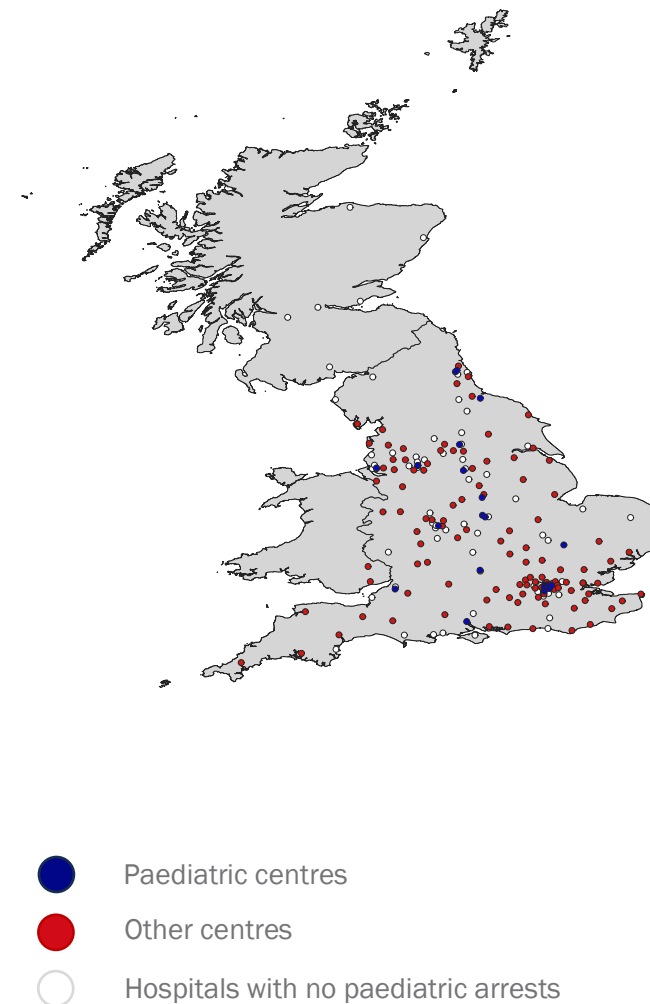 Paediatric centres
Other centres
Hospitals with no paediatric arrests